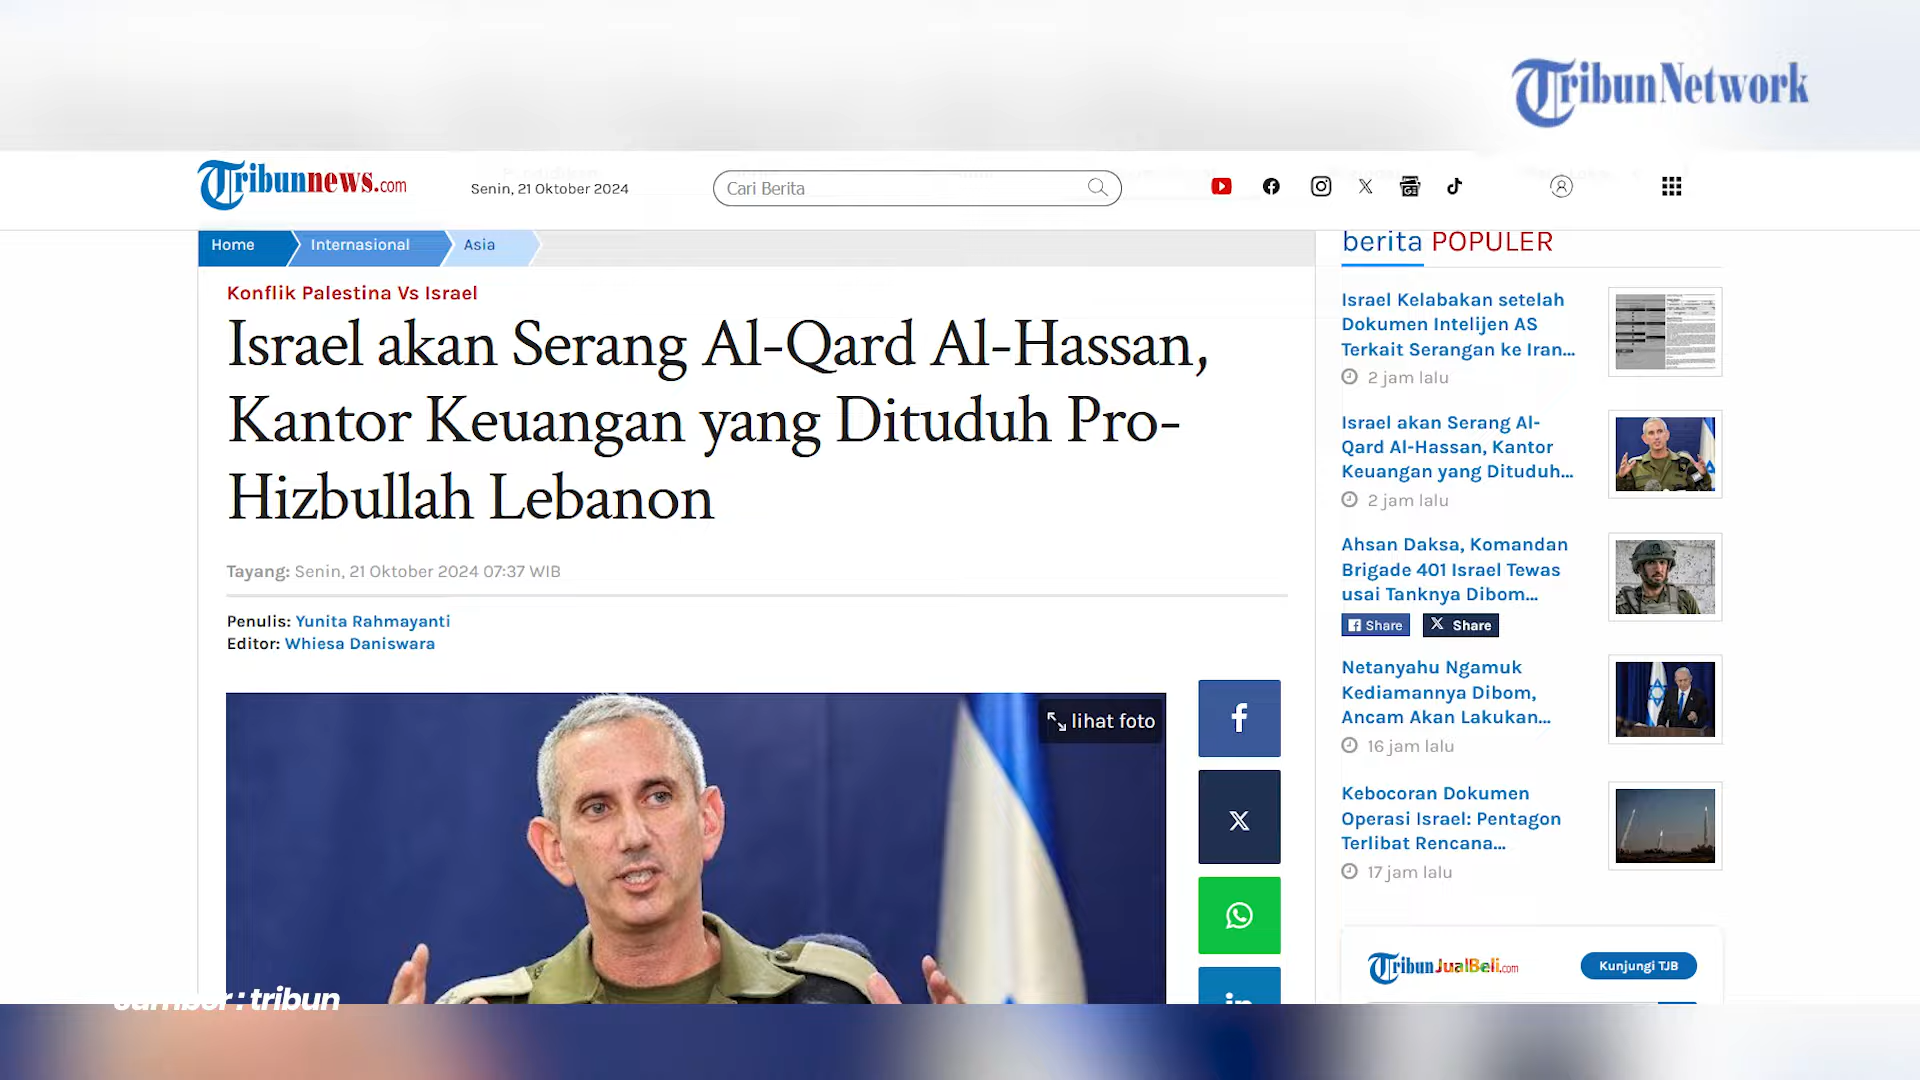 TribunNetwork
Tribunnews.com
Senin, 21 Oktober 2024
Cari Berita
Home
Internasional
Asia
Konflik Palestina Vs Israel
Israel akan Serang Al-Qard Al-Hassan,
Kantor Keuangan yang Dituduh Pro-
Hizbullah Lebanon
Tayang: Senin, 21 Oktober 2024 07:37 WIB
Penulis: Yunita Rahmayanti
Editor: Whiesa Daniswara
lihat foto
berita POPULER
Israel Kelabakan setelah
Dokumen Intelijen AS
Terkait Serangan ke Iran...
2 jam lalu
Israel akan Serang Al-
Qard Al-Hassan, Kantor
Keuangan yang Dituduh...
2 jam lalu
Ahsan Daksa, Komandan
Brigade 401 Israel Tewas
usai Tanknya Dibom...
Share
Share
Netanyahu Ngamuk
Kediamannya Dibom,
Ancam Akan Lakukan...
16 jam lalu
Kebocoran Dokumen
Operasi Israel: Pentagon
Terlibat Rencana...
17 jam lalu
TribunJualBeli.com
Kunjungi TJB
sumber : tribun